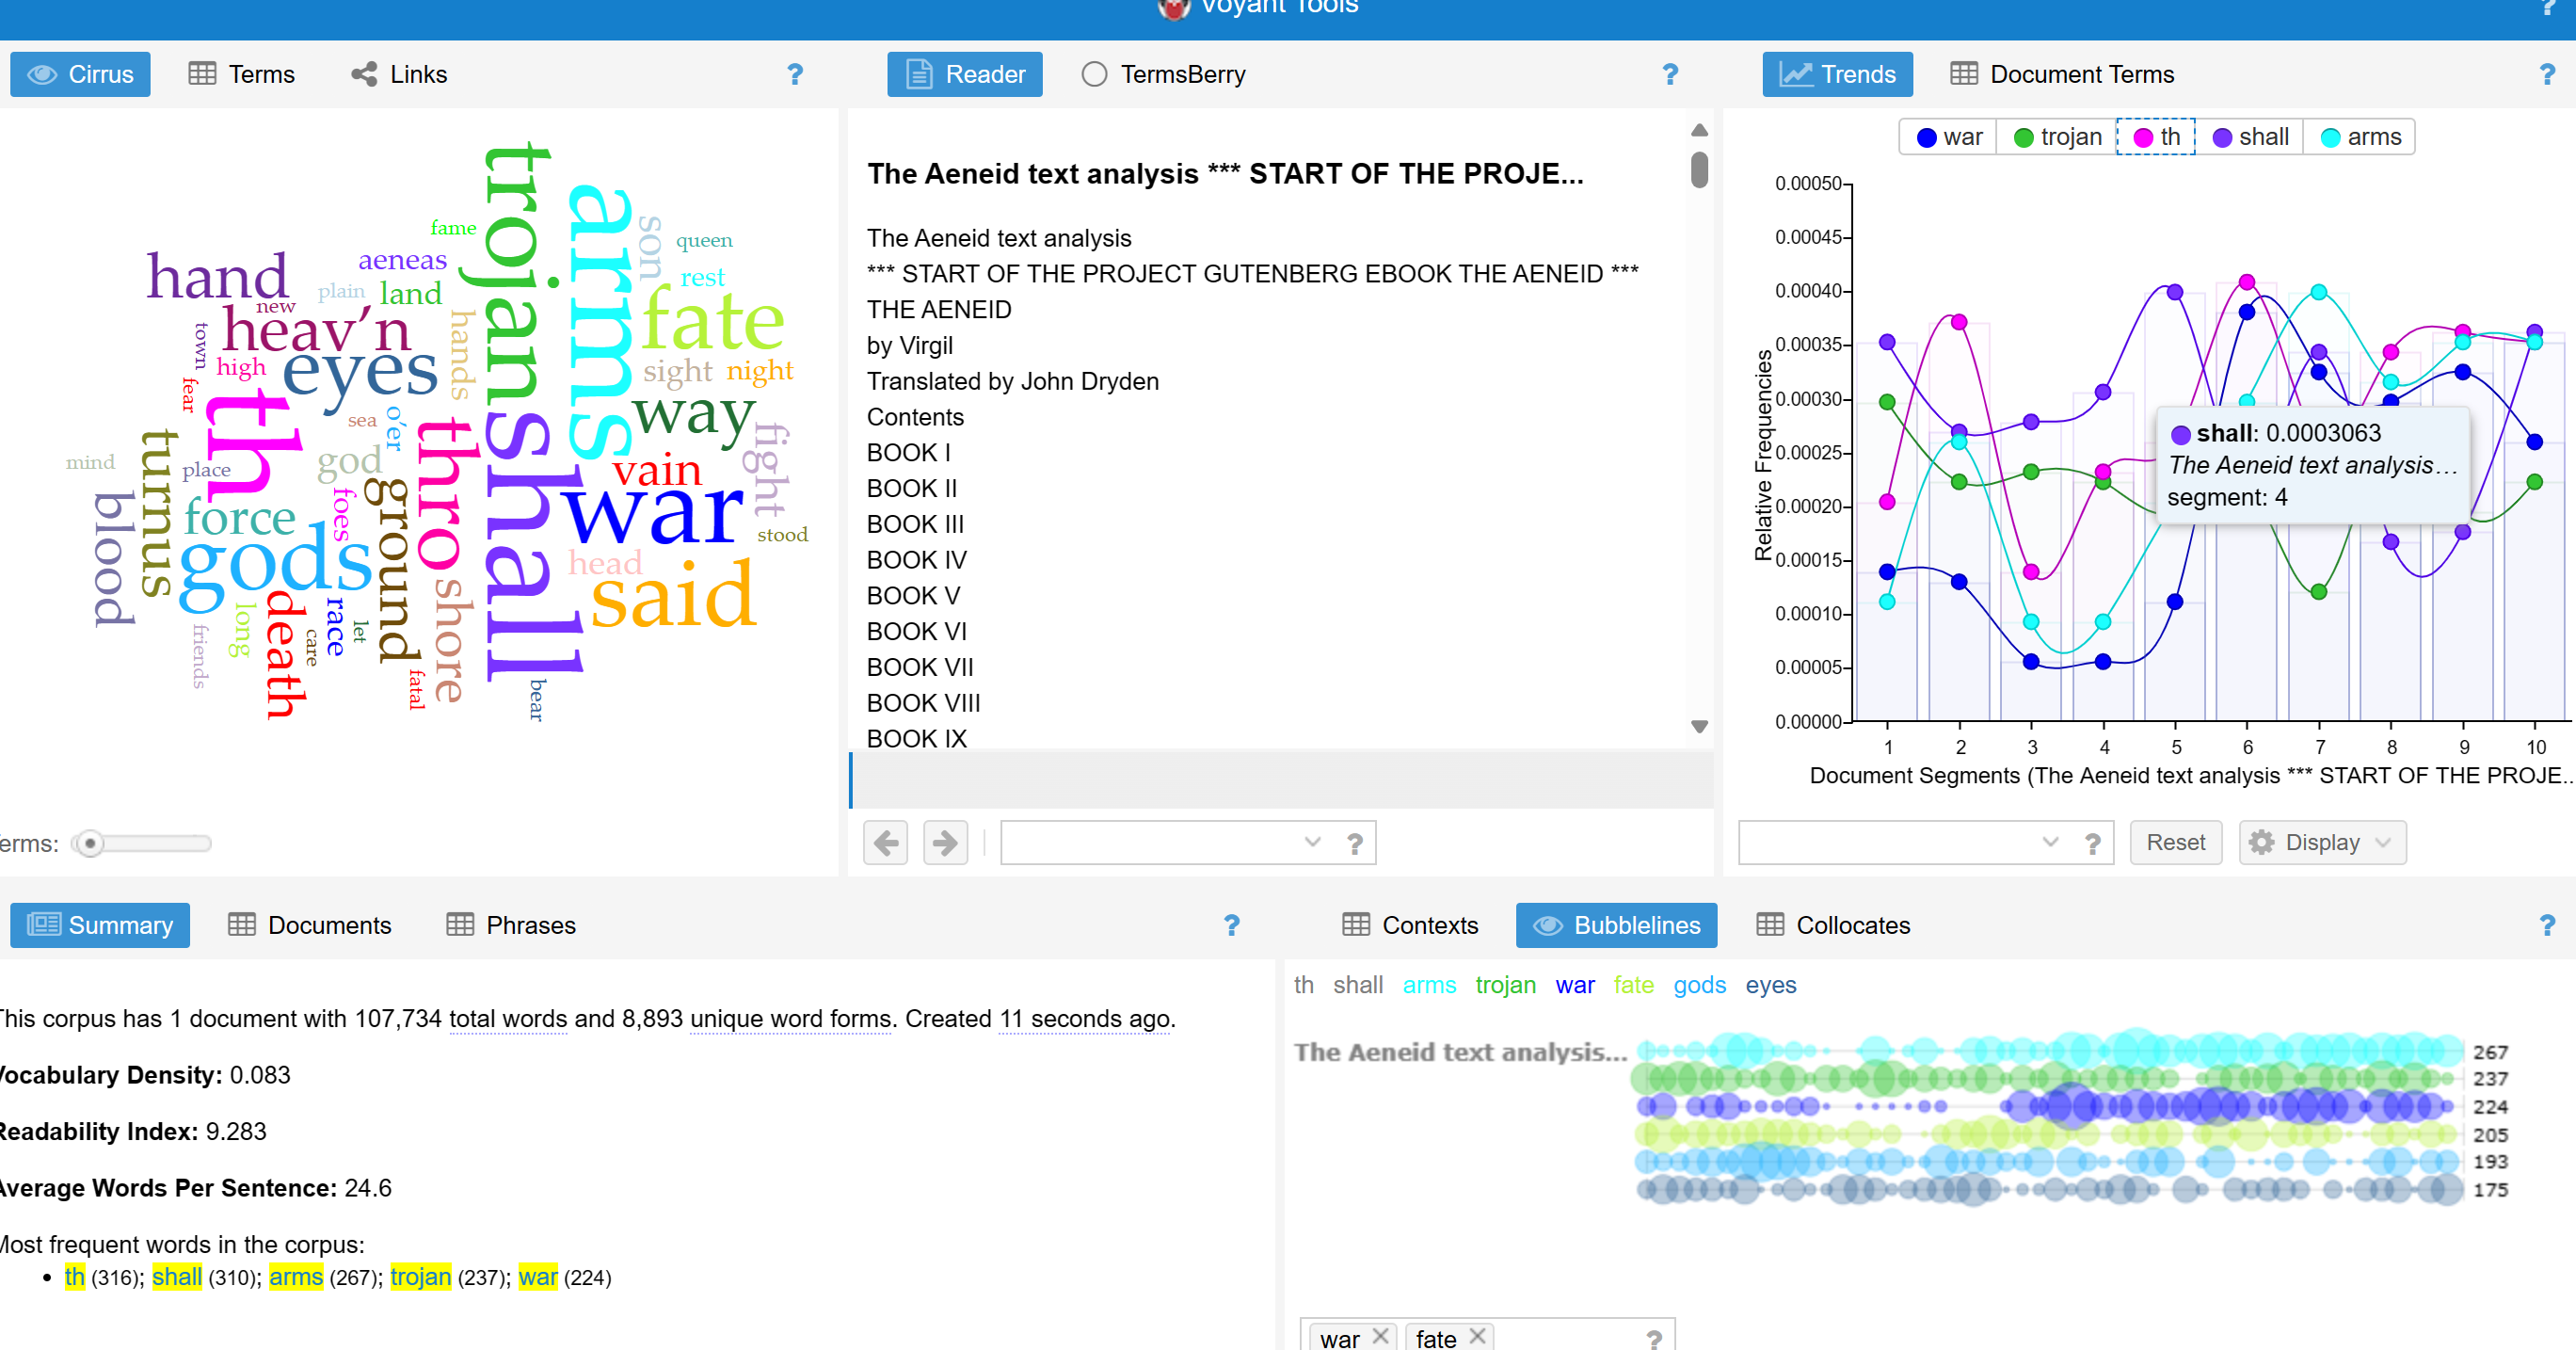 Voyant Tools
?
Cirrus Terms Links ?
Reader TermsBerry ?
Trends Document Terms ?
trojan
arms
fame
son
queen
hand
aeneas
rest
plain
land
new
fate
heav'n
town
hands
high
eyes
sight
night
fear
way
sea
o'er
th
thro
shall
fight
turnus
mind
place
god
vain
blood
foes
ground
war
force
stood
gods
head
said
death
race
long
let
care
shore
friends
fatal
bear
erms:
The Aeneid text analysis *** START OF THE PROJE...
The Aeneid text analysis
*** START OF THE PROJECT GUTENBERG EBOOK THE AENEID ***
THE AENEID
by Virgil
Translated by John Dryden
Contents
BOOK I
BOOK II
BOOK III
BOOK IV
BOOK V
BOOK VI
BOOK VII
BOOK VIII
BOOK IX
?
war trojan th shall arms
Relative Frequencies
0.00050
0.00045
0.00040
0.00035
0.00030
0.00025
0.00020
0.00015
0.00010
0.00005
0.00000
shall: 0.0003063
The Aeneid text analysis…
segment: 4
1 2 3 4 5 6 7 8 9 10
Document Segments (The Aeneid text analysis *** START OF THE PROJE..
? Reset Display
Summary Documents Phrases ?
This corpus has 1 document with 107,734 total words and 8,893 unique word forms. Created 11 seconds ago.
Vocabulary Density: 0.083
Readability Index: 9.283
Average Words Per Sentence: 24.6
Most frequent words in the corpus:
• th (316); shall (310); arms (267); trojan (237); war (224)
Contexts Bubblelines Collocates ?
th shall arms trojan war fate gods eyes
The Aeneid text analysis...
267
237
224
205
193
175
war × fate × ?